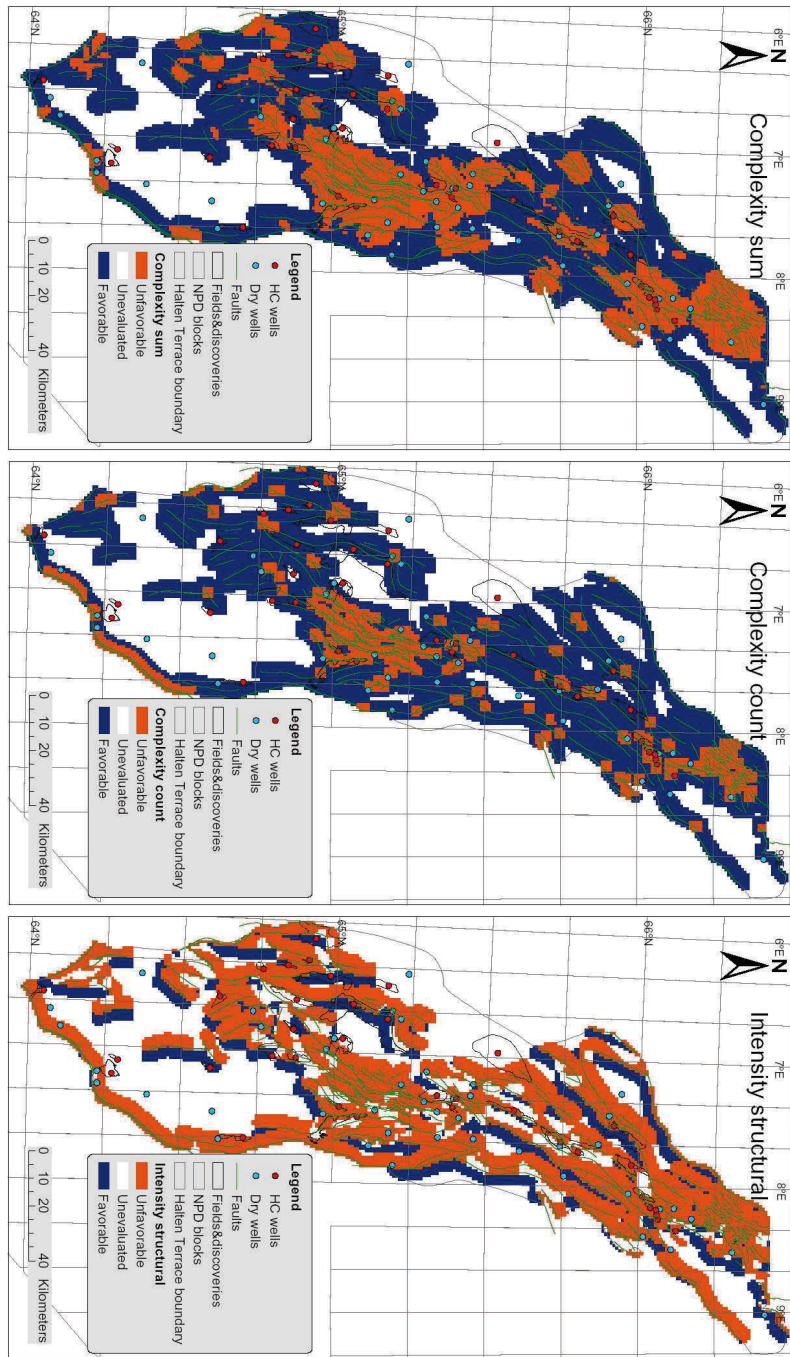 N
6°E
7°E
8°E
9°E
Complexity sum
66°N
65°N
64°N
Legend
HC wells
Dry wells
Faults
Fields&discoveries
NPD blocks
Halten Terrace boundary
Complexity sum
Unfavorable
Unevaluated
Favorable
0 10 20 40 Kilometers
N
6°E
7°E
8°E
9°E
Complexity count
66°N
65°N
64°N
Legend
HC wells
Dry wells
Faults
Fields&discoveries
NPD blocks
Halten Terrace boundary
Complexity count
Unfavorable
Unevaluated
Favorable
0 10 20 40 Kilometers
N
6°E
7°E
8°E
9°E
Intensity structural
66°N
65°N
64°N
Legend
HC wells
Dry wells
Faults
Fields&discoveries
NPD blocks
Halten Terrace boundary
Intensity structural
Unfavorable
Unevaluated
Favorable
0 10 20 40 Kilometers